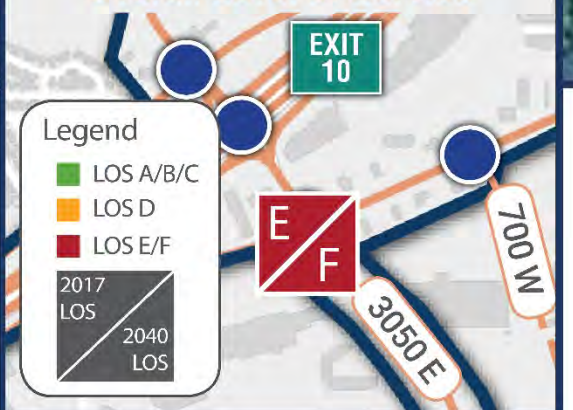 EXIT
10
Legend
LOS A/B/C
LOS D
LOS E/F
2017
LOS
2040
LOS
E
F
700 W
3050 E